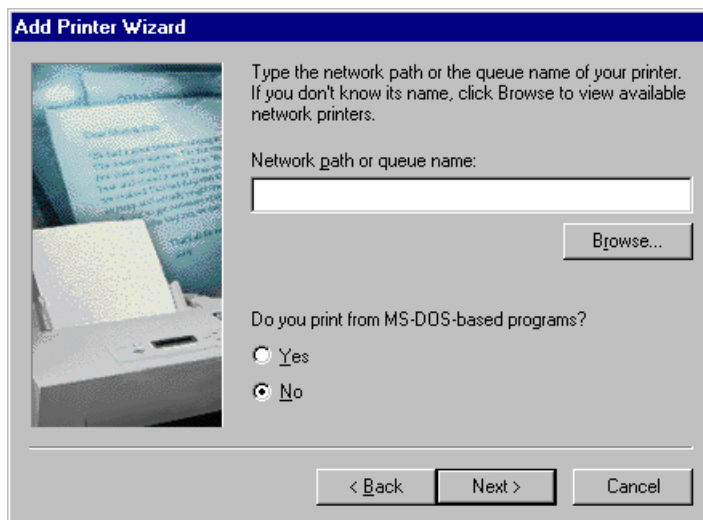 Add Printer Wizard
Type the network path or the queue name of your printer.
If you don't know its name, click Browse to view available
network printers.
Network path or queue name:
Browse...
Do you print from MS-DOS-based programs?
Yes
No
< Back
Next >
Cancel